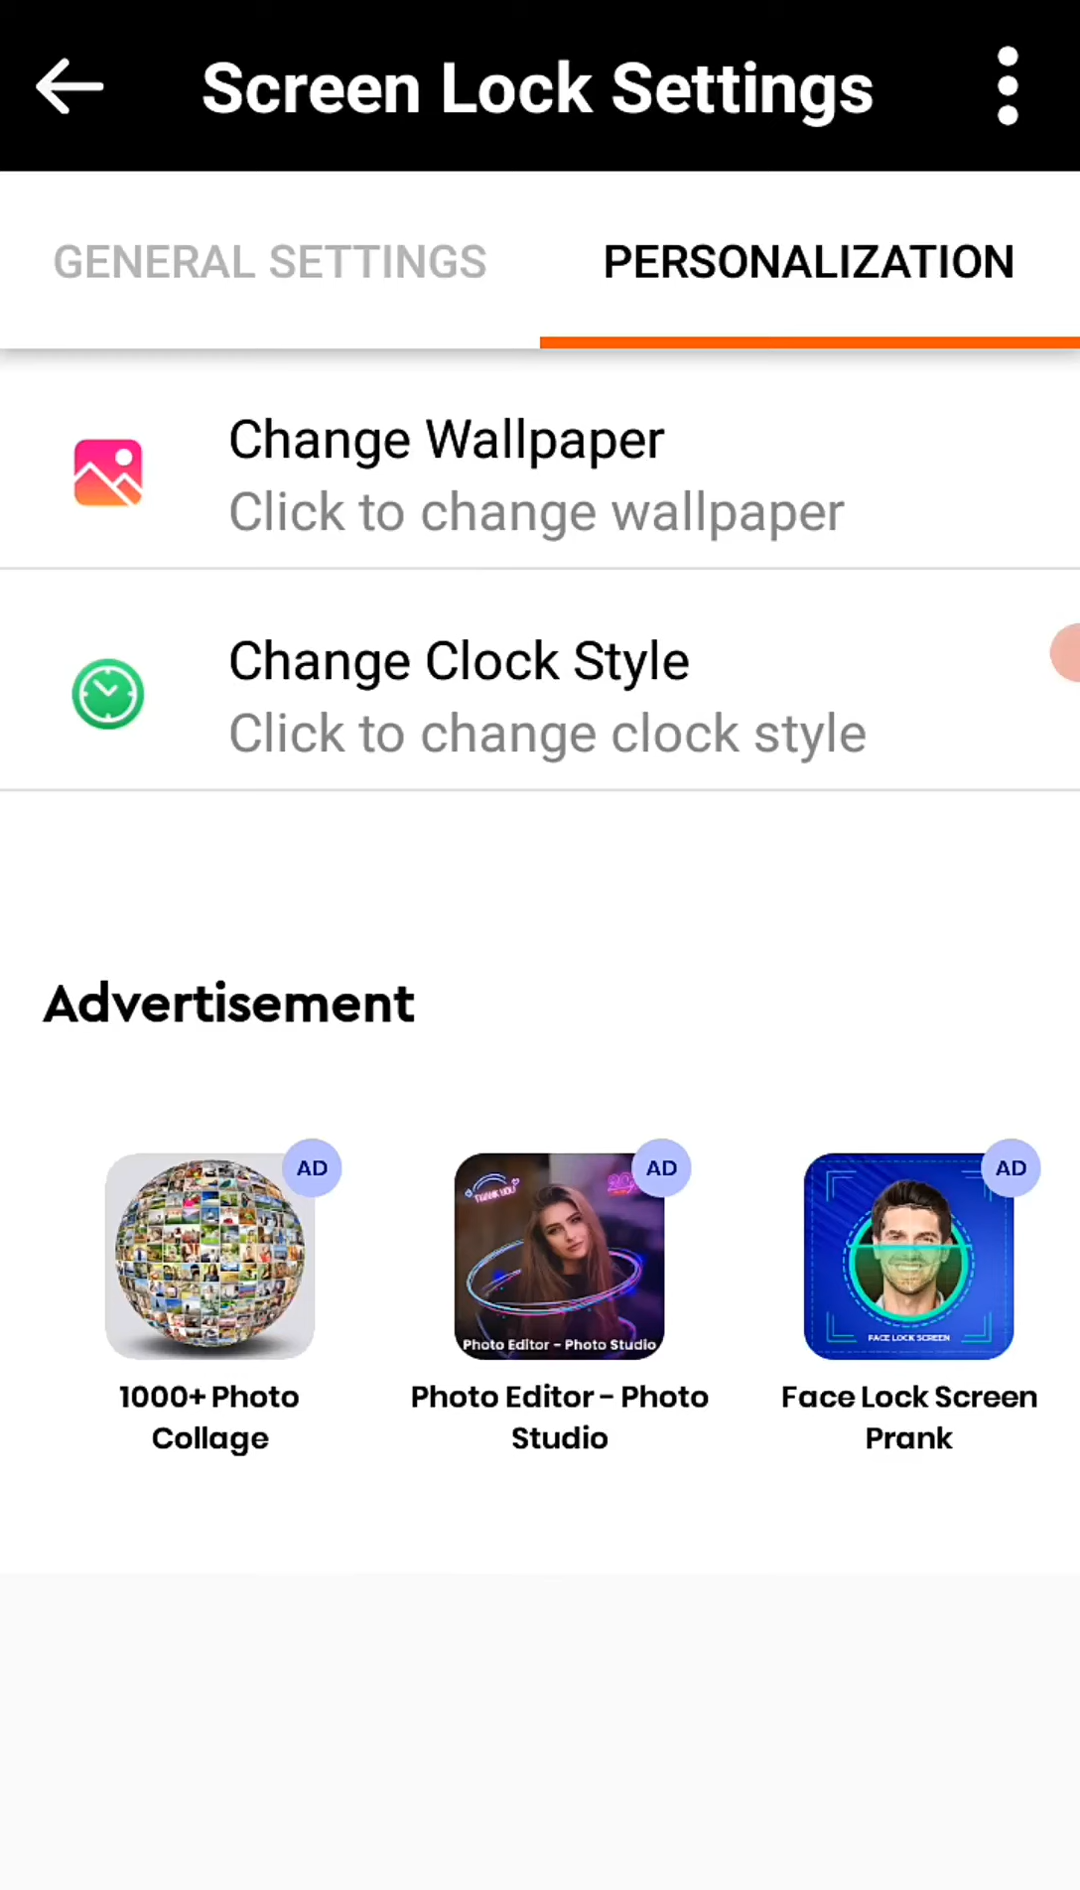 Screen Lock Settings
GENERAL SETTINGS
PERSONALIZATION
Change Wallpaper
Click to change wallpaper
Change Clock Style
Click to change clock style
Advertisement
AD
AD
AD
THANK YOU
Photo Editor - Photo Studio
FACE LOCK SCREEN
1000+ Photo
Collage
Photo Editor - Photo
Studio
Face Lock Screen
Prank